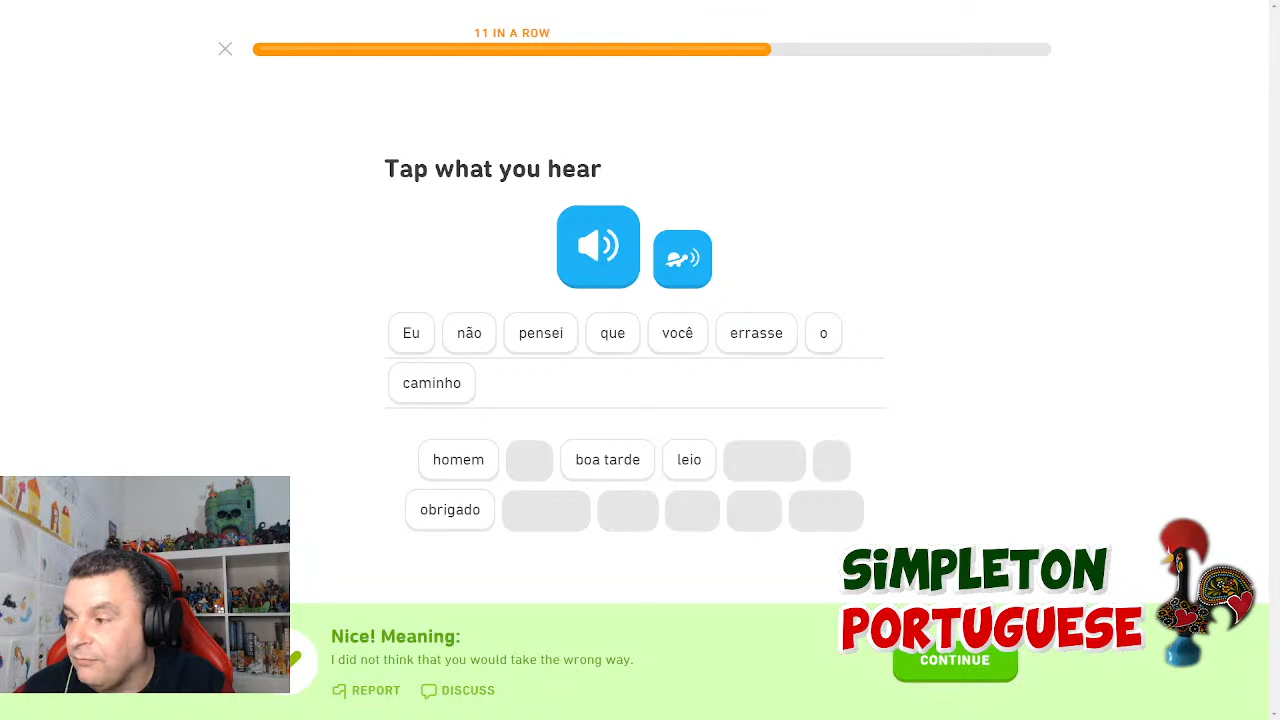 11 IN A ROW
Tap what you hear
Eu não pensei que você errasse o
caminho
homem boa tarde leio
obrigado
SiMPLETON
PORTUGUESE
Nice! Meaning:
I did not think that you would take the wrong way.
CONTINUE
REPORT DISCUSS